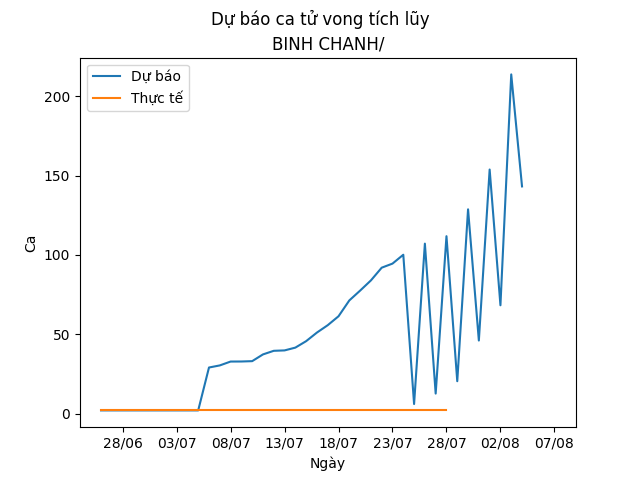 Dự báo ca tử vong tích lũy
BINH CHANH/
Dự báo
Thực tế
Ca
200
150
100
50
0
28/06 03/07 08/07 13/07 18/07 23/07 28/07 02/08 07/08
Ngày